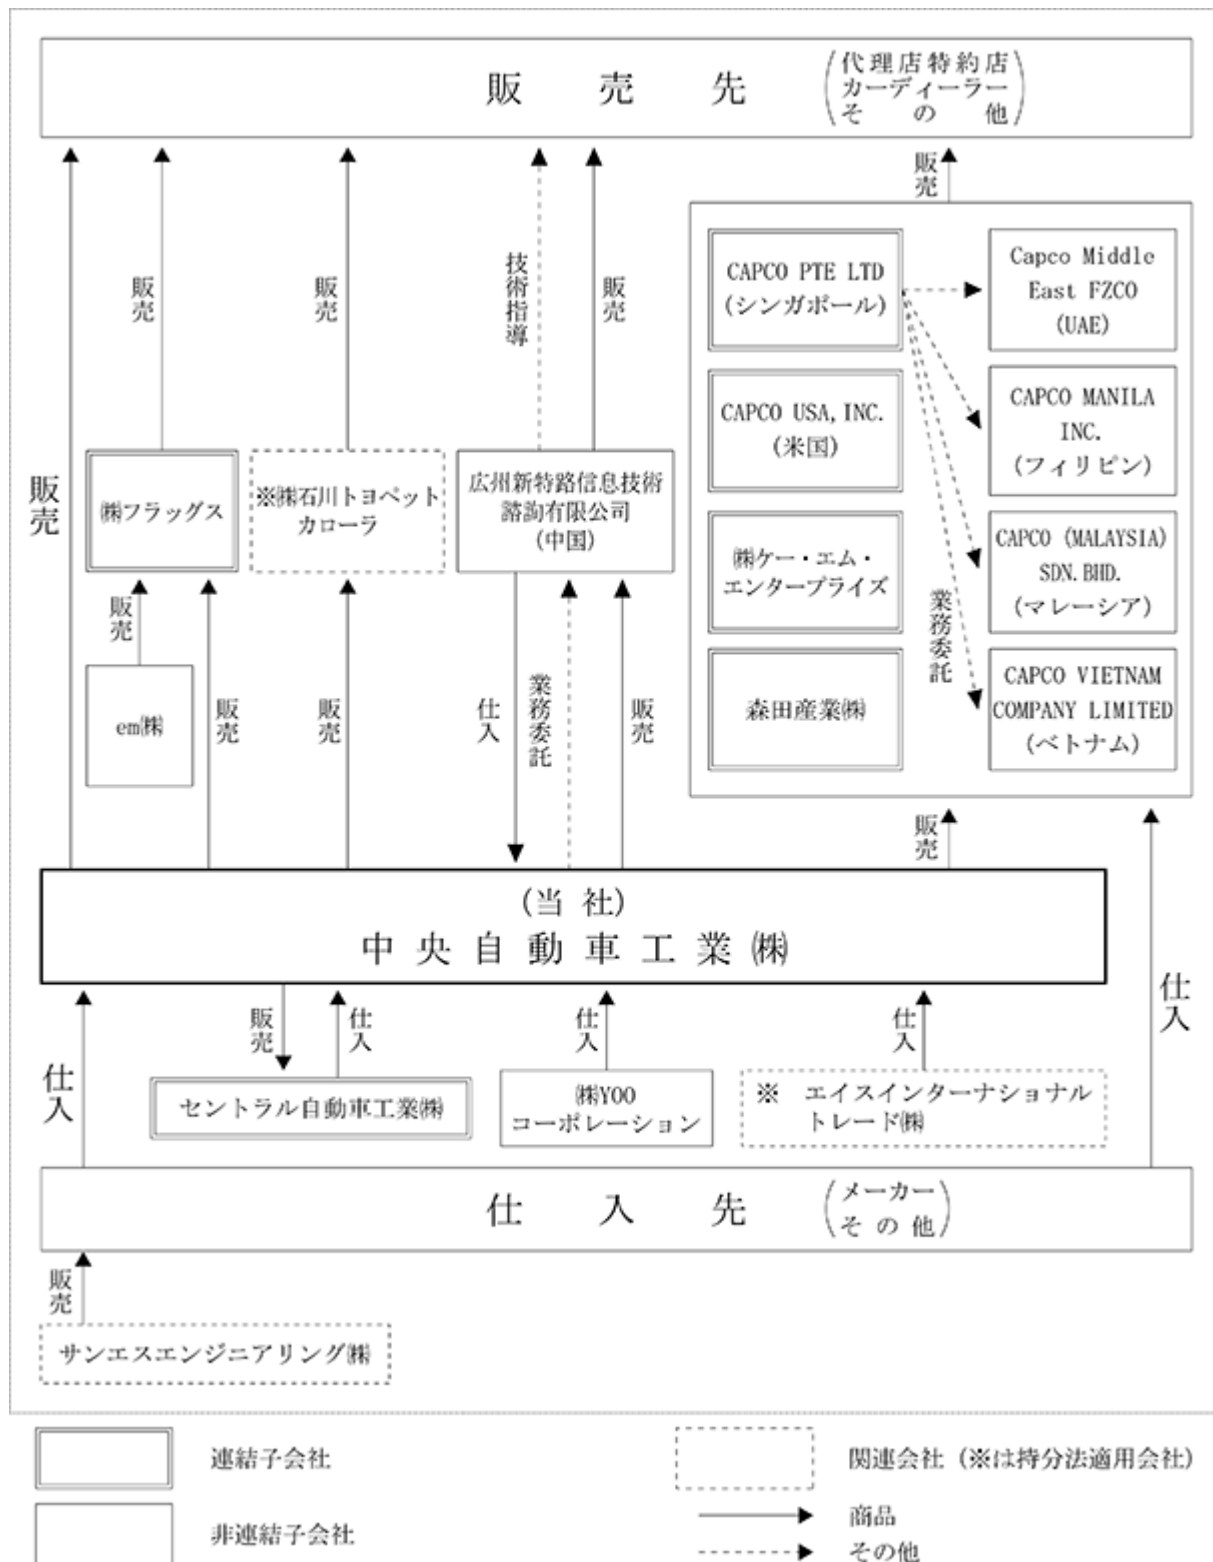 販売先
代理店特約店
カーディーラー
その他
販売
販売
販売
技術指導
販売
販売
CAPCO PTE LTD
(シンガポール)
Capco Middle
East FZCO
(UAE)
CAPCO USA, INC.
(米国)
CAPCO MANILA
INC.
(フィリピン)
㈱ケー・エム・
エンタープライズ
CAPCO (MALAYSIA)
SDN. BHD.
(マレーシア)
業務委託
森田産業㈱
CAPCO VIETNAM
COMPANY LIMITED
(ベトナム)
㈱フラッグス
※㈱石川トヨペット
カローラ
広州新特路信息技術
諮詢有限公司
(中国)
販売
em㈱
販売
販売
仕入
業務委託
販売
販売
(当社)
中央自動車工業㈱
仕入
販売
仕入
仕入
仕入
仕入
セントラル自動車工業㈱
㈱YOO
コーポレーション
※ エイスインターナショナル
トレード㈱
仕入先
メーカー
その他
販売
サンエスエンジニアリング㈱
連結子会社
関連会社 (※は持分法適用会社)
非連結子会社
商品
その他